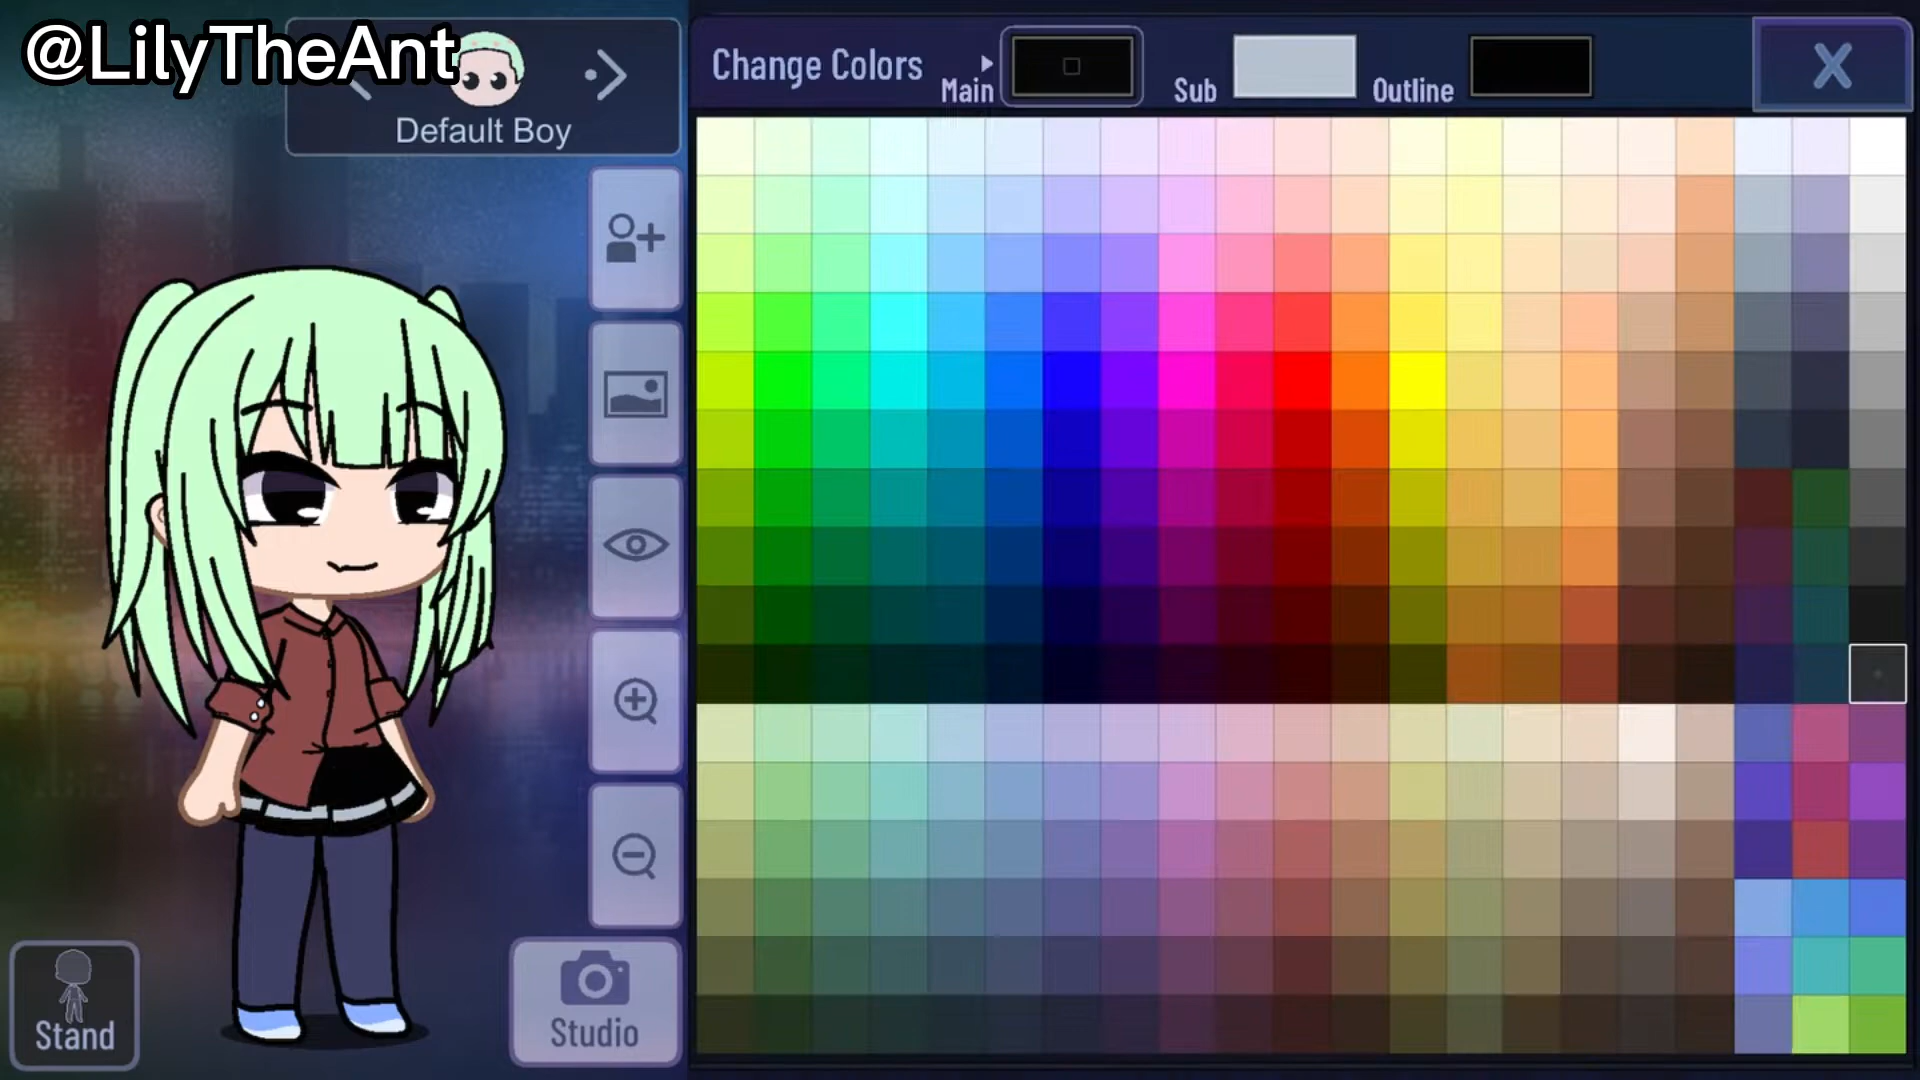 @LilyTheAnt
Default Boy
Change Colors
Main
Sub
Outline
X
Stand
Studio